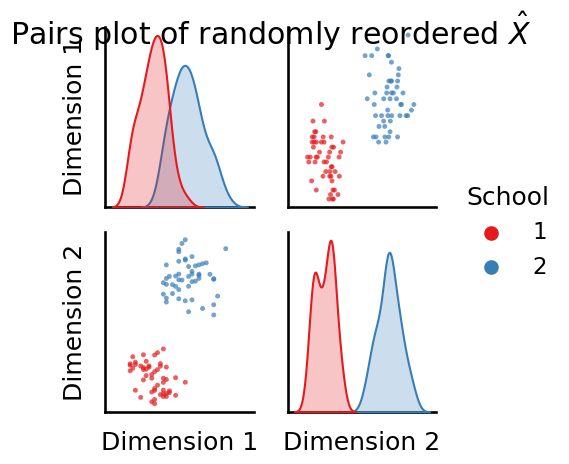 Pairs plot of randomly reordered X̂
Dimension 1
School
1
2
Dimension 2
Dimension 1
Dimension 2